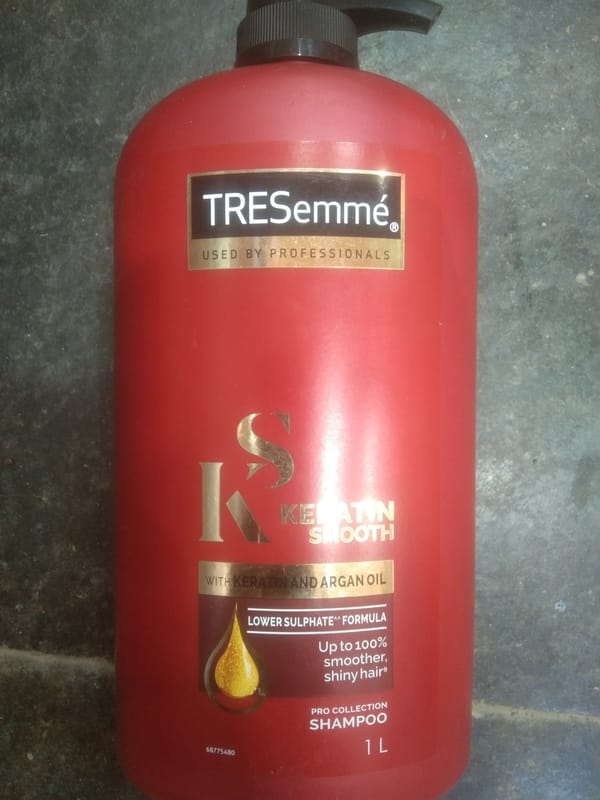 TRESemmé®
USED BY PROFESSIONALS
KS
KERATIN
SMOOTH
WITH KERATIN AND ARGAN OIL
LOWER SULPHATE^^ FORMULA
Up to 100%
smoother,
shiny hair#
PRO COLLECTION
SHAMPOO
68775480
1 L